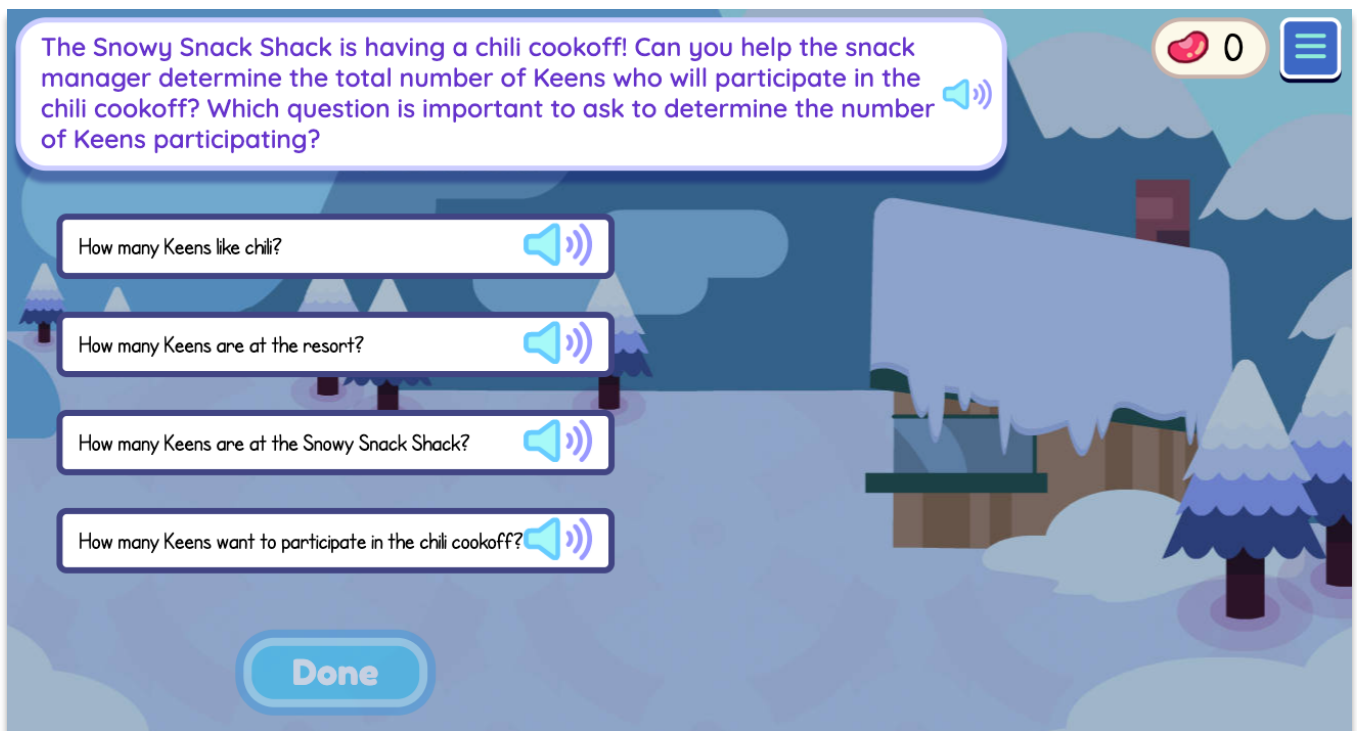 The Snowy Snack Shack is having a chili cookoff! Can you help the snack
manager determine the total number of Keens who will participate in the
chili cookoff? Which question is important to ask to determine the number
of Keens participating?
0
How many Keens like chili?
How many Keens are at the resort?
How many Keens are at the Snowy Snack Shack?
How many Keens want to participate in the chili cookoff?
Done